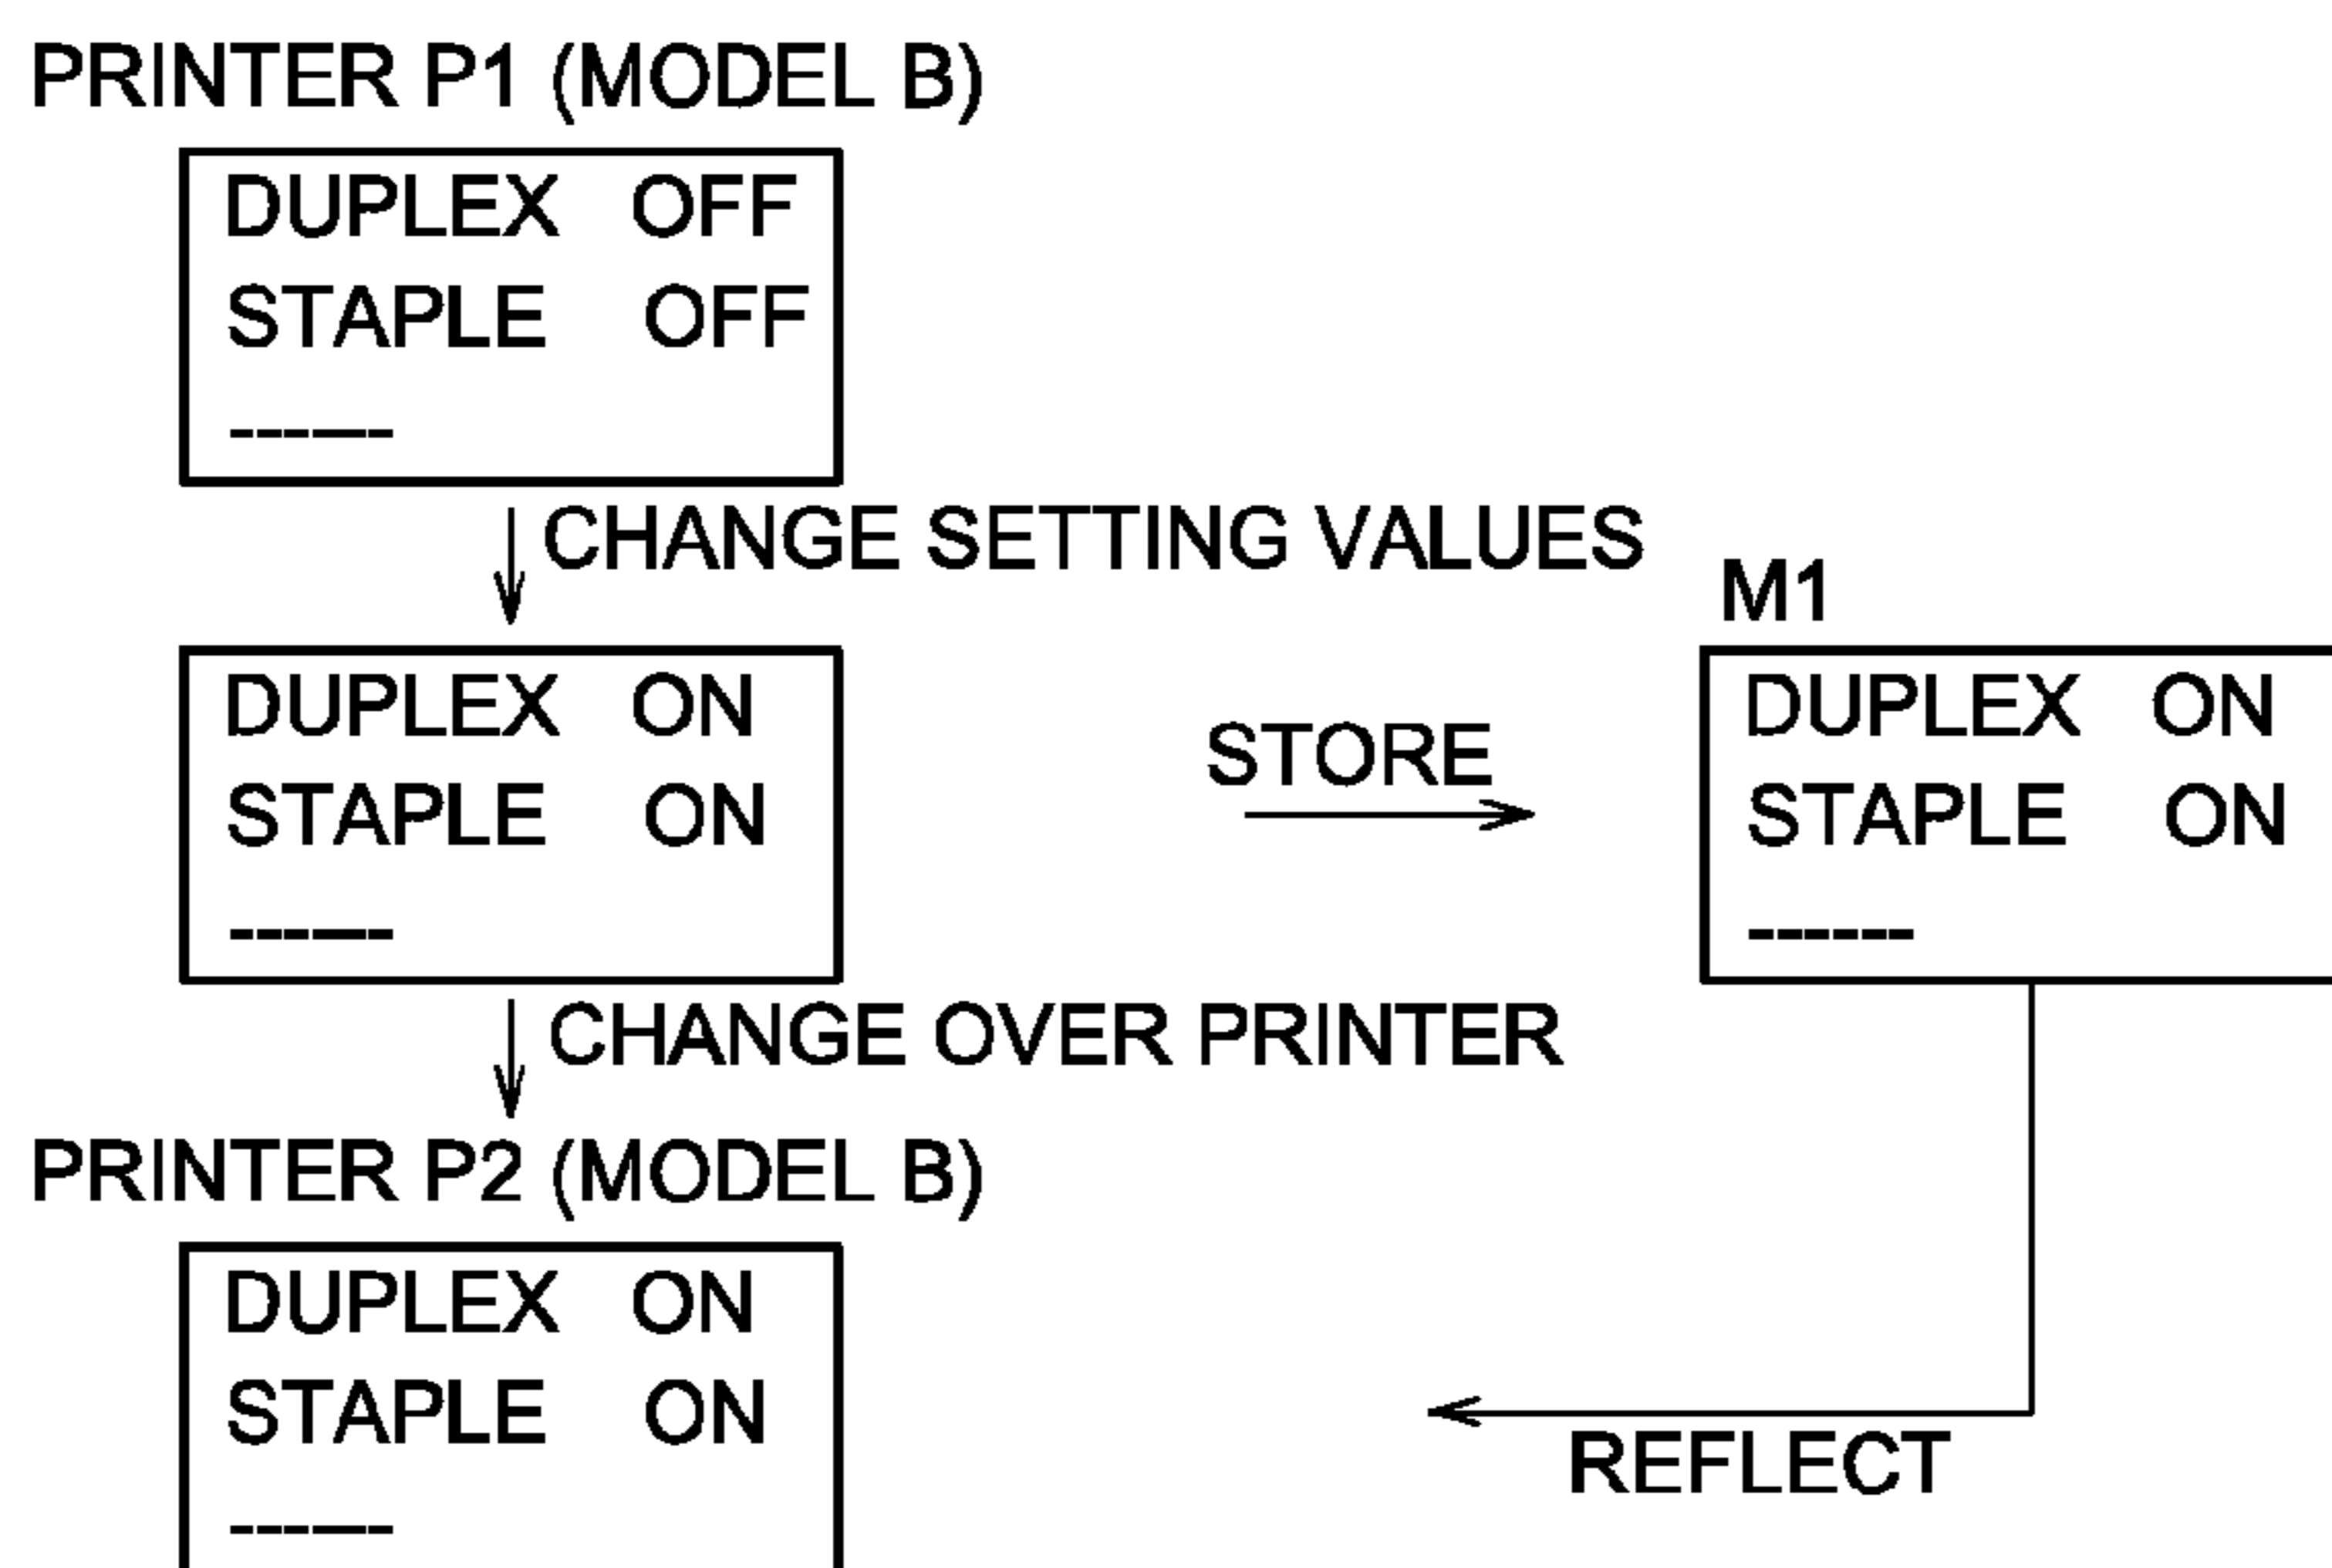 PRINTER P1 (MODEL B)
DUPLEX OFF
STAPLE OFF
------
CHANGE SETTING VALUES
M1
DUPLEX ON
STAPLE ON
------
STORE
DUPLEX ON
STAPLE ON
------
CHANGE OVER PRINTER
PRINTER P2 (MODEL B)
DUPLEX ON
STAPLE ON
------
REFLECT